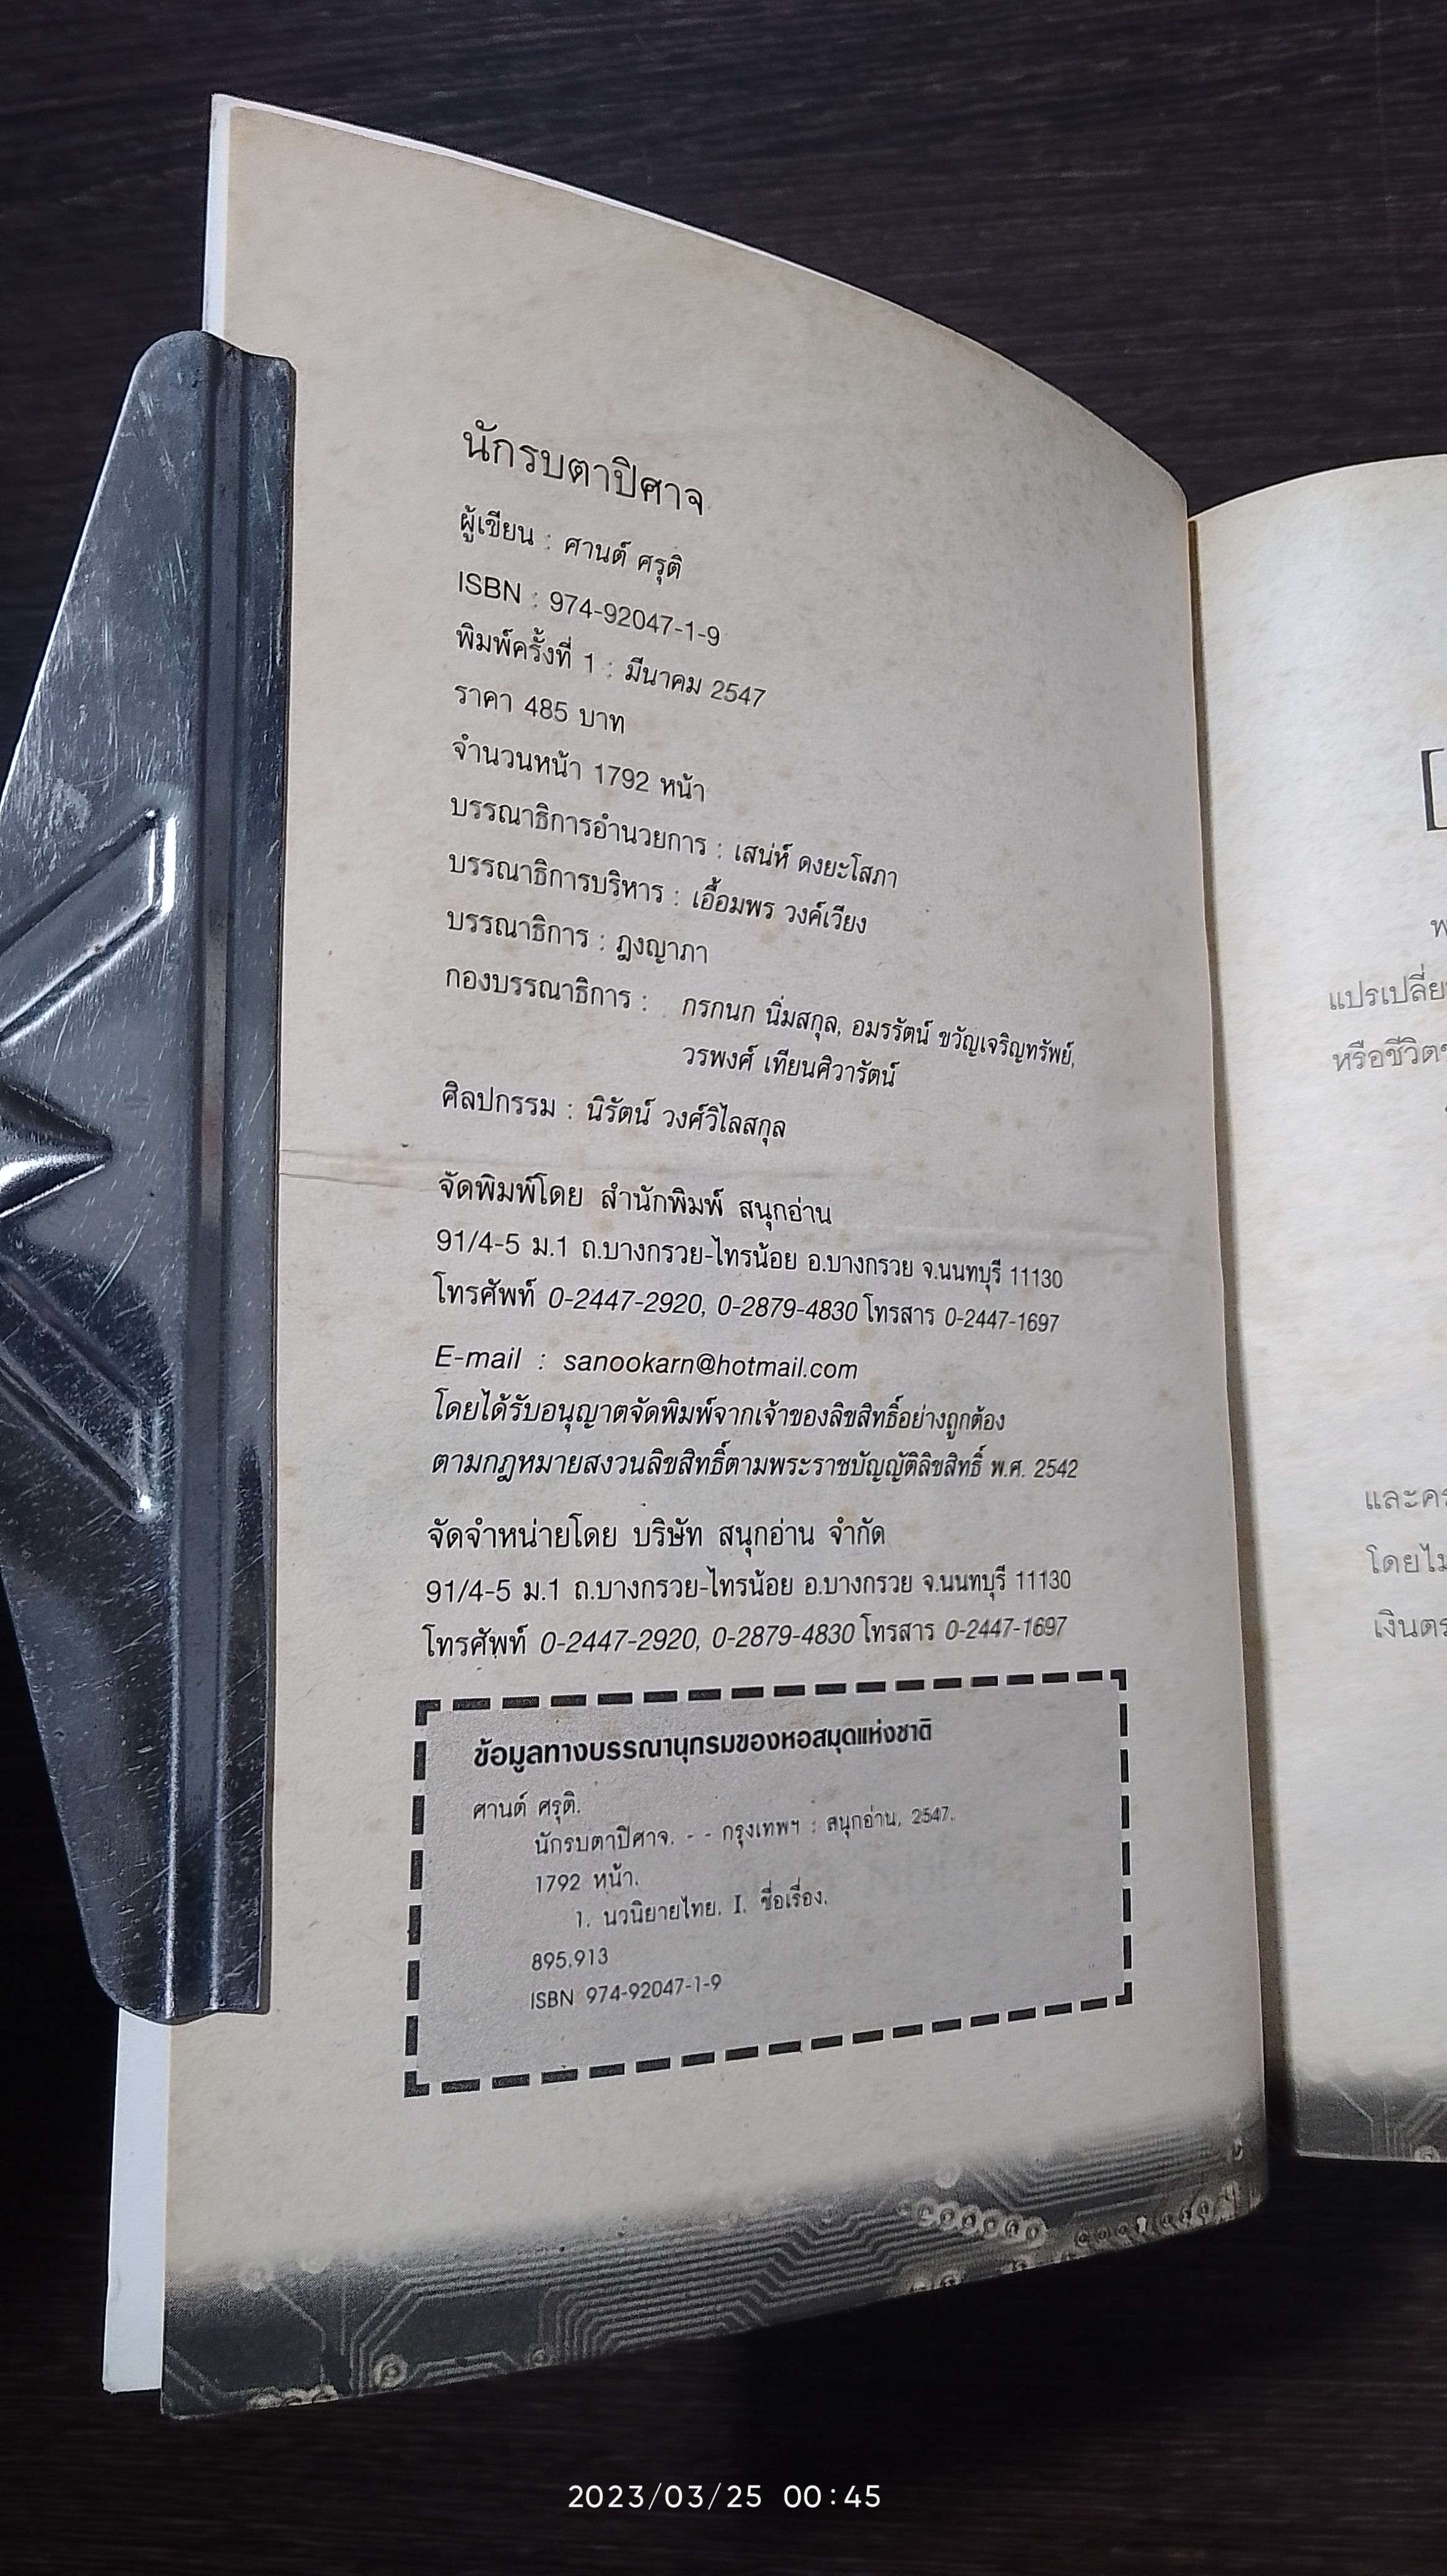 นักรบตาปิศาจ
ผู้เขียน : ศานต์ ศรุติ
ISBN : 974-92047-1-9
พิมพ์ครั้งที่ 1 : มีนาคม 2547
ราคา 485 บาท
จำนวนหน้า 1792 หน้า
บรรณาธิการอำนวยการ : เสน่ห์ ดงยะโสภา
บรรณาธิการบริหาร : เอื้อมพร วงค์เวียง
บรรณาธิการ : ฎงญาภา
กองบรรณาธิการ : กรกนก นิ่มสกุล, อมรรัตน์ ขวัญเจริญทรัพย์,
วรพงศ์ เทียนศิวารัตน์
ศิลปกรรม : นิรัตน์ วงศ์วิไลสกุล
จัดพิมพ์โดย สำนักพิมพ์ สนุกอ่าน
91/4-5 ม.1 ถ.บางกรวย-ไทรน้อย อ.บางกรวย จ.นนทบุรี 11130
โทรศัพท์ 0-2447-2920, 0-2879-4830 โทรสาร 0-2447-1697
E-mail : sanookarn@hotmail.com
โดยได้รับอนุญาตจัดพิมพ์จากเจ้าของลิขสิทธิ์อย่างถูกต้อง
ตามกฎหมายสงวนลิขสิทธิ์ตามพระราชบัญญัติลิขสิทธิ์ พ.ศ. 2542
จัดจำหน่ายโดย บริษัท สนุกอ่าน จำกัด
91/4-5 ม.1 ถ.บางกรวย-ไทรน้อย อ.บางกรวย จ.นนทบุรี 11130
โทรศัพท์ 0-2447-2920, 0-2879-4830 โทรสาร 0-2447-1697
ข้อมูลทางบรรณานุกรมของหอสมุดแห่งชาติ
ศานต์ ศรุติ.
นักรบตาปิศาจ. - - กรุงเทพฯ : สนุกอ่าน, 2547.
1792 หน้า.
1. นวนิยายไทย. I. ชื่อเรื่อง.
895.913
ISBN 974-92047-1-9
หรือชีวิต
โดยไม่
2023/03/25 00:45